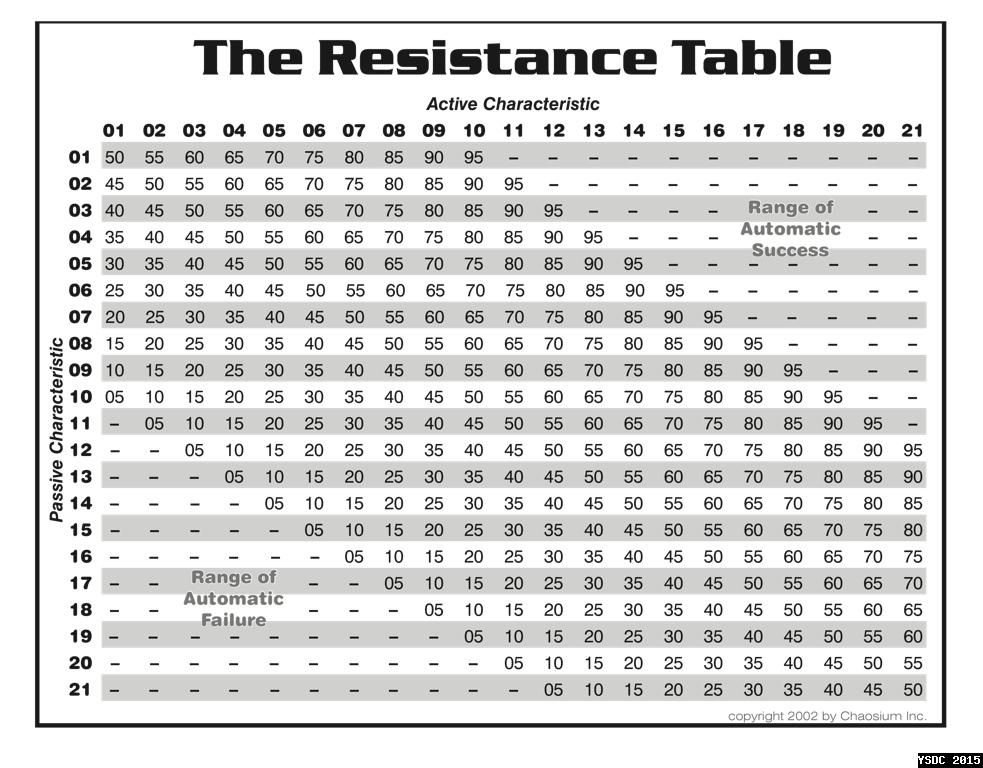 The Resistance Table
Active Characteristic
01 02 03 04 05 06 07 08 09 10 11 12 13 14 15 16 17 18 19 20 21
Passive Characteristic
01 50 55 60 65 70 75 80 85 90 95 – – – – – – – – – – –
02 45 50 55 60 65 70 75 80 85 90 95 – – – – – – – – – –
03 40 45 50 55 60 65 70 75 80 85 90 95 – – – – Range of – –
04 35 40 45 50 55 60 65 70 75 80 85 90 95 – – – Automatic – –
Success
05 30 35 40 45 50 55 60 65 70 75 80 85 90 95 – – – – – – –
06 25 30 35 40 45 50 55 60 65 70 75 80 85 90 95 – – – – – –
07 20 25 30 35 40 45 50 55 60 65 70 75 80 85 90 95 – – – – –
08 15 20 25 30 35 40 45 50 55 60 65 70 75 80 85 90 95 – – – –
09 10 15 20 25 30 35 40 45 50 55 60 65 70 75 80 85 90 95 – – –
10 05 10 15 20 25 30 35 40 45 50 55 60 65 70 75 80 85 90 95 – –
11 – 05 10 15 20 25 30 35 40 45 50 55 60 65 70 75 80 85 90 95 –
12 – – 05 10 15 20 25 30 35 40 45 50 55 60 65 70 75 80 85 90 95
13 – – – 05 10 15 20 25 30 35 40 45 50 55 60 65 70 75 80 85 90
14 – – – – 05 10 15 20 25 30 35 40 45 50 55 60 65 70 75 80 85
15 – – – – – 05 10 15 20 25 30 35 40 45 50 55 60 65 70 75 80
16 – – – – – – 05 10 15 20 25 30 35 40 45 50 55 60 65 70 75
17 – – Range of – – 05 10 15 20 25 30 35 40 45 50 55 60 65 70
Automatic
18 – – – – – 05 10 15 20 25 30 35 40 45 50 55 60 65
Failure
19 – – – – – – – – – 05 10 15 20 25 30 35 40 45 50 55 60
20 – – – – – – – – – – 05 10 15 20 25 30 35 40 45 50 55
21 – – – – – – – – – – – 05 10 15 20 25 30 35 40 45 50
copyright 2002 by Chaosium Inc.
YSDC 2015